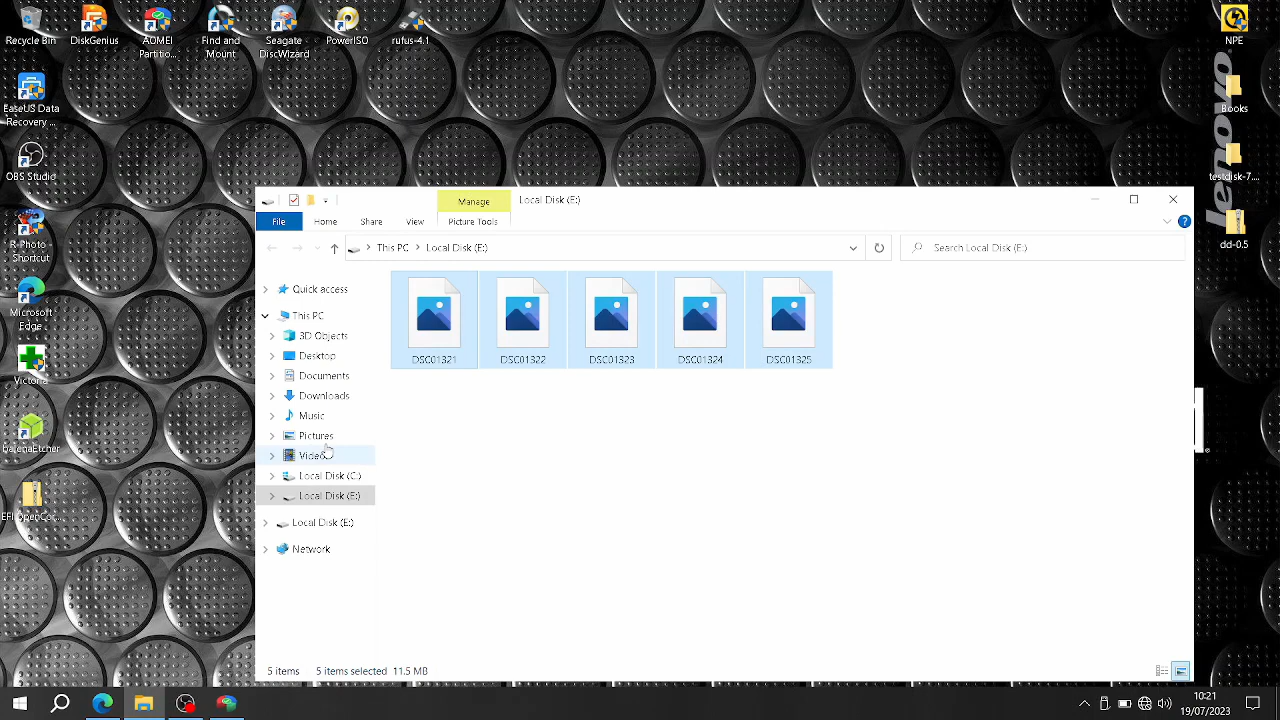 Recycle Bin
DiskGenius
AOMEI
Partitio...
Find and
Mount
Seagate
DiscWizard
PowerISO
rufus-4.1
NPE
EaseUS Data
Recovery ...
Books
lenovo
OBS Studio
testdisk-7....
dd-0.5
Microsoft
Edge
Victoria
balenaEtcher
EFI OpenCor...
Manage
Local Disk (E:)
File
Home
Share
View
Picture Tools
This PC
Local Disk (E:)
Search Local Disk (E:)
Quick access
This PC
3D Objects
Desktop
Documents
Downloads
Music
Pictures
Videos
Local Disk (C:)
Local Disk (E:)
Local Disk (E:)
Network
DSC01321
DSC01322
DSC01323
DSC01324
DSC01325
5 items
5 items selected
11.5 MB
10:21
19/07/2023